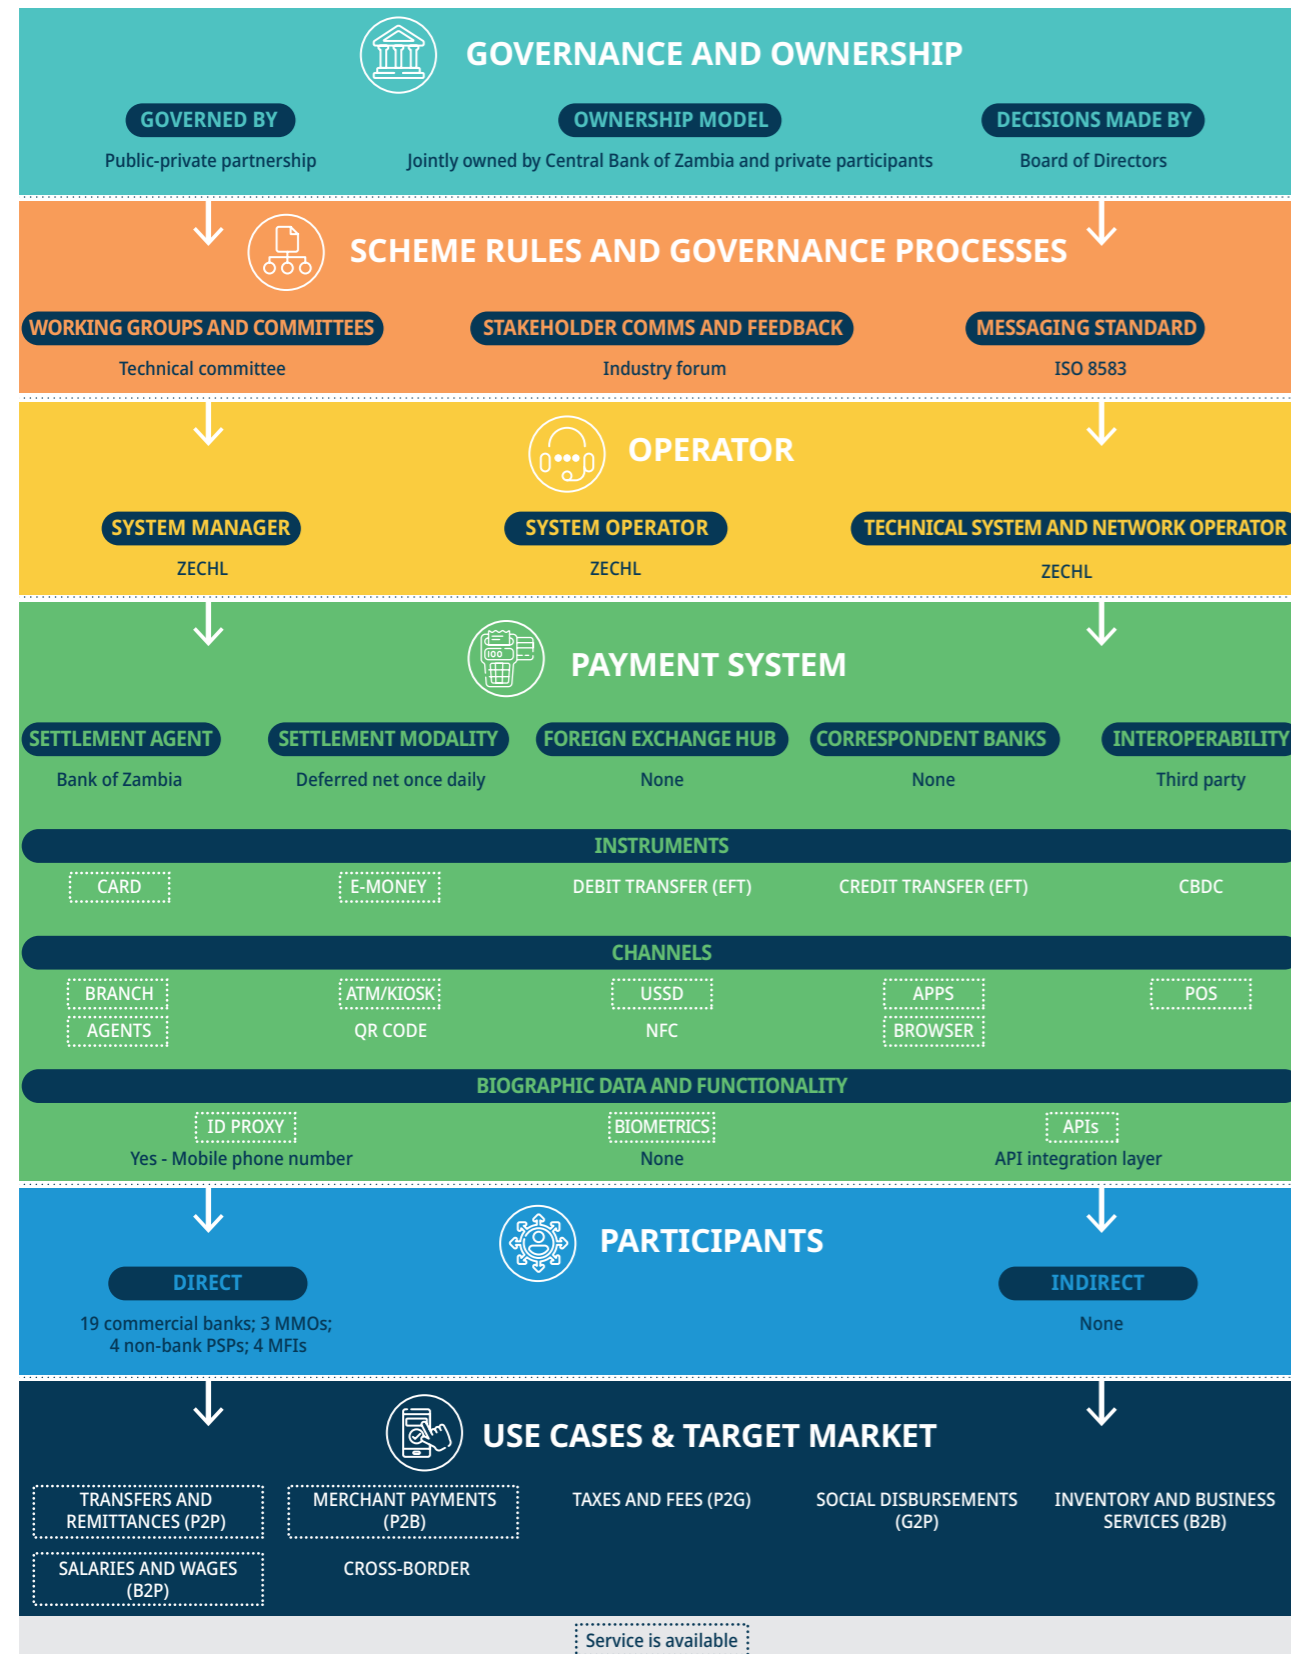 GOVERNANCE AND OWNERSHIP
GOVERNED BY
OWNERSHIP MODEL
DECISIONS MADE BY
Public-private partnership
Jointly owned by Central Bank of Zambia and private participants
Board of Directors
SCHEME RULES AND GOVERNANCE PROCESSES
WORKING GROUPS AND COMMITTEES
STAKEHOLDER COMMS AND FEEDBACK
MESSAGING STANDARD
Technical committee
Industry forum
ISO 8583
OPERATOR
SYSTEM MANAGER
SYSTEM OPERATOR
TECHNICAL SYSTEM AND NETWORK OPERATOR
ZECHL
ZECHL
ZECHL
100
PAYMENT SYSTEM
SETTLEMENT AGENT
SETTLEMENT MODALITY
FOREIGN EXCHANGE HUB
CORRESPONDENT BANKS
INTEROPERABILITY
Bank of Zambia
Deferred net once daily
None
None
Third party
INSTRUMENTS
CARD
E-MONEY
DEBIT TRANSFER (EFT)
CREDIT TRANSFER (EFT)
CBDC
CHANNELS
BRANCH
ATM/KIOSK
USSD
APPS
POS
AGENTS
QR CODE
NFC
BROWSER
BIOGRAPHIC DATA AND FUNCTIONALITY
ID PROXY
BIOMETRICS
APIs
Yes - Mobile phone number
None
API integration layer
PARTICIPANTS
DIRECT
INDIRECT
19 commercial banks; 3 MMOs;
4 non-bank PSPs; 4 MFIs
None
USE CASES & TARGET MARKET
TRANSFERS AND
REMITTANCES (P2P)
MERCHANT PAYMENTS
(P2B)
TAXES AND FEES (P2G)
SOCIAL DISBURSEMENTS
(G2P)
INVENTORY AND BUSINESS
SERVICES (B2B)
SALARIES AND WAGES
(B2P)
CROSS-BORDER
Service is available